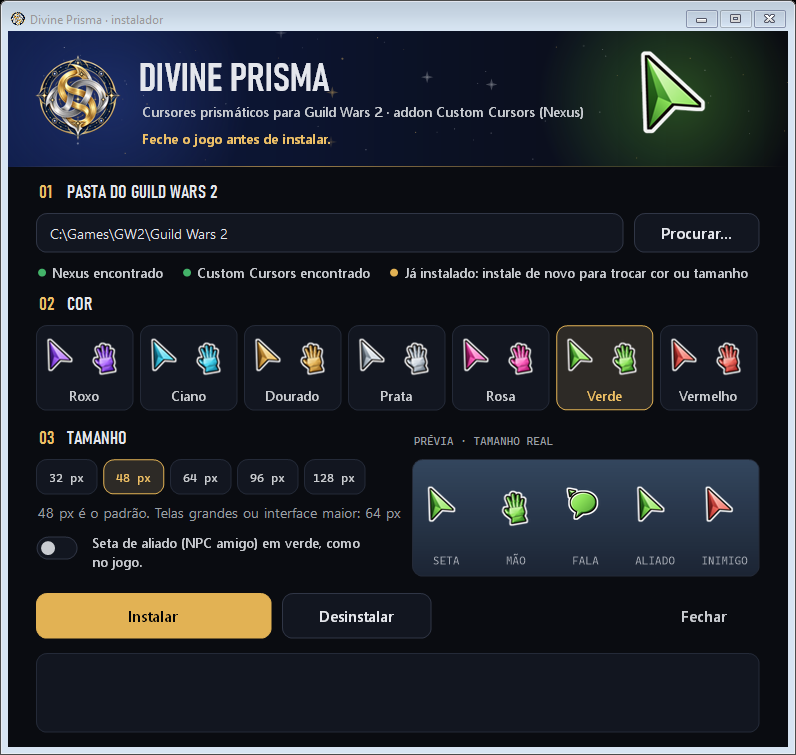 Divine Prisma · instalador
DIVINE PRISMA
Cursores prismáticos para Guild Wars 2 · addon Custom Cursors (Nexus)
Feche o jogo antes de instalar.
01 PASTA DO GUILD WARS 2
C:\Games\GW2\Guild Wars 2
Procurar...
Nexus encontrado
Custom Cursors encontrado
Já instalado: instale de novo para trocar cor ou tamanho
02 COR
Roxo
Ciano
Dourado
Prata
Rosa
Verde
Vermelho
03 TAMANHO
32 px
48 px
64 px
96 px
128 px
48 px é o padrão. Telas grandes ou interface maior: 64 px
Seta de aliado (NPC amigo) em verde, como
no jogo.
PRÉVIA · TAMANHO REAL
SETA
MÃO
FALA
ALIADO
INIMIGO
Instalar
Desinstalar
Fechar